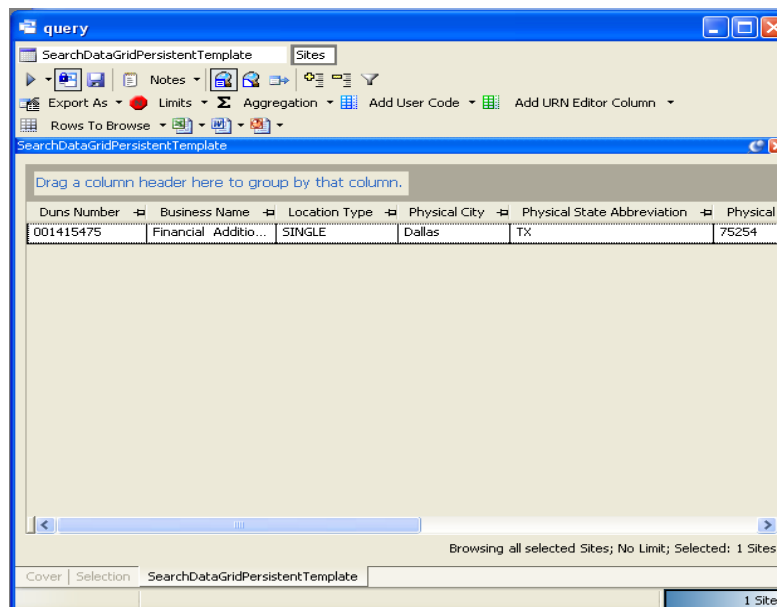 query
SearchDataGridPersistentTemplate Sites
Notes
Export As Limits Σ Aggregation Add User Code Add URN Editor Column
Rows To Browse
SearchDataGridPersistentTemplate
Drag a column header here to group by that column.
Duns Number Business Name Location Type Physical City Physical State Abbreviation Physical
001415475 Financial Additio... SINGLE Dallas TX 75254
Browsing all selected Sites; No Limit; Selected: 1 Sites
Cover Selection SearchDataGridPersistentTemplate
1 Site